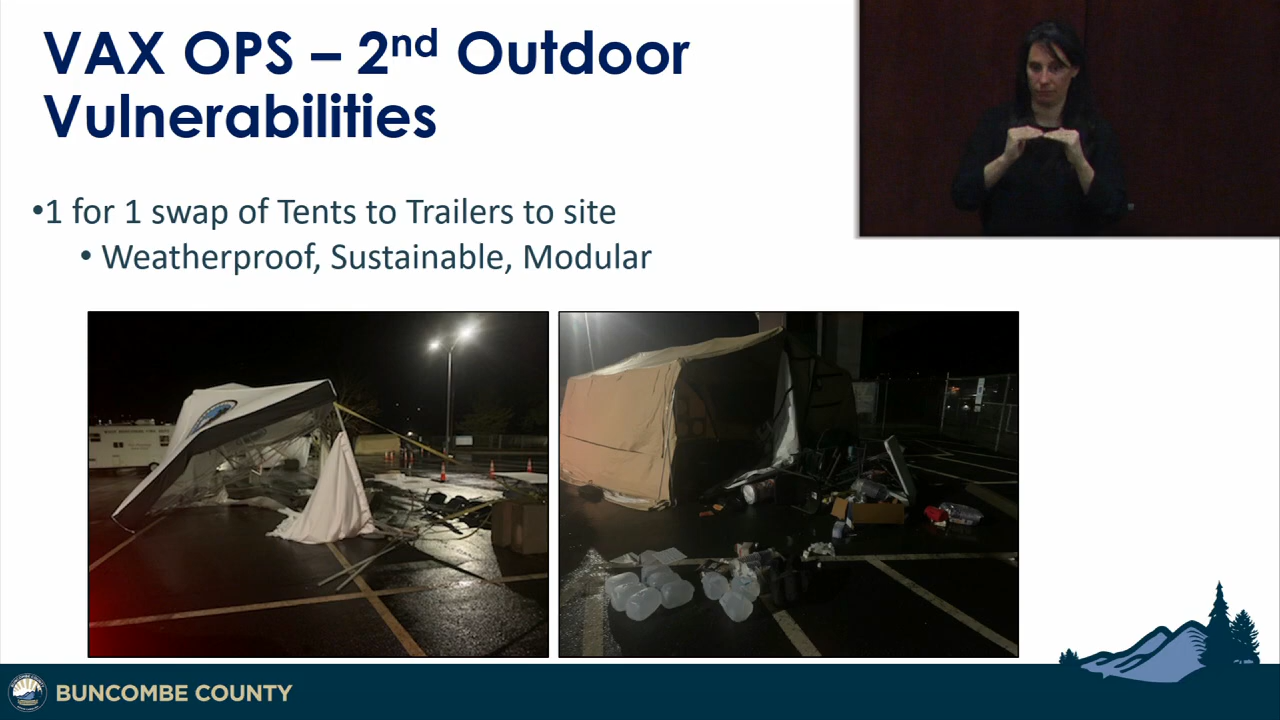 VAX OPS – 2nd Outdoor
Vulnerabilities
•1 for 1 swap of Tents to Trailers to site
• Weatherproof, Sustainable, Modular
BUNCOMBE COUNTY